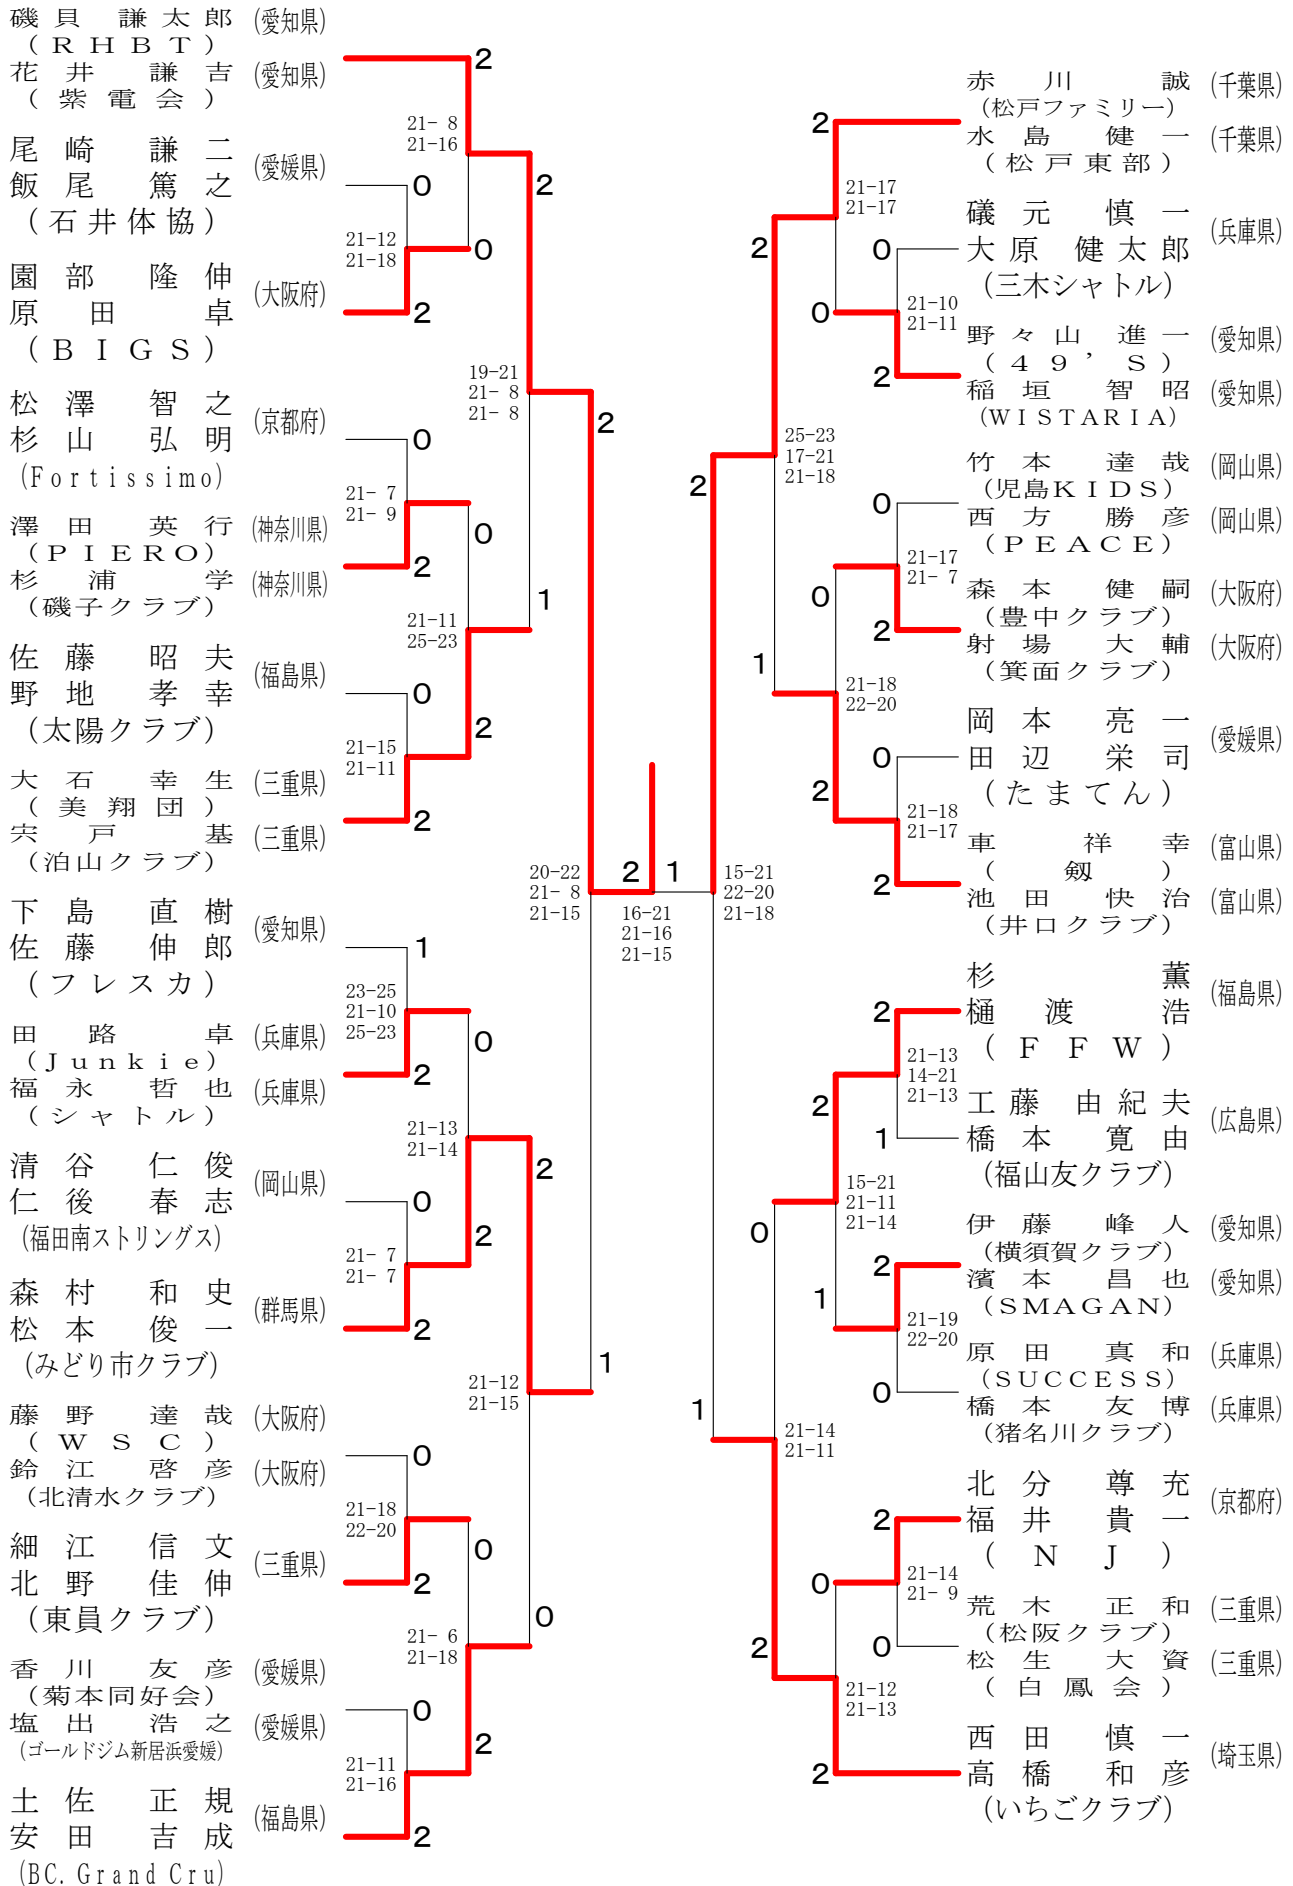 磯貝 謙太郎 (愛知県)
(RHBT)
花井 謙吉 (愛知県)
(紫電会)
2
21- 8
21-16
尾崎 謙二
飯尾 篤之
(石井体協)
(愛媛県)
0
2
21-12
21-18
0
園部 隆伸
原田 卓
(BIGS)
(大阪府)
2
19-21
21- 8
21- 8
松澤 智之
杉山 弘明
(Fortissimo)
(京都府)
0
2
21- 7
21- 9
0
澤田 英行 (神奈川県)
(PIERO)
杉浦 学 (神奈川県)
(磯子クラブ)
2
1
21-11
25-23
佐藤 昭夫
野地 孝幸
(太陽クラブ)
(福島県)
0
2
21-15
21-11
大石 幸生 (三重県)
(美翔団)
宍戸 基 (三重県)
(泊山クラブ)
2
20-22
21- 8
21-15
2
1
16-21
21-16
21-15
下島 直樹
佐藤 伸郎
(フレスカ)
(愛知県)
1
23-25
21-10
25-23
0
田路 卓 (兵庫県)
(Junkie)
福永 哲也 (兵庫県)
(シャトル)
2
21-13
21-14
2
清谷 仁俊
仁後 春志
(福田南ストリングス)
(岡山県)
0
2
21- 7
21- 7
森村 和史
松本 俊一
(みどり市クラブ)
(群馬県)
2
1
21-12
21-15
藤野 達哉 (大阪府)
(WSC)
鈴江 啓彦 (大阪府)
(北清水クラブ)
0
21-18
22-20
0
細江 信文
北野 佳伸
(東員クラブ)
(三重県)
2
0
21- 6
21-18
香川 友彦 (愛媛県)
(菊本同好会)
塩出 浩之 (愛媛県)
(ゴールドジム新居浜愛媛)
0
2
21-11
21-16
土佐 正規
安田 吉成
(BC. Grand Cru)
(福島県)
2
赤川 誠 (千葉県)
(松戸ファミリー)
水島 健一 (千葉県)
(松戸東部)
2
21-17
21-17
礒元 慎一
大原 健太郎
(三木シャトル)
(兵庫県)
0
2
0
21-10
21-11
野々山 進一 (愛知県)
(49'S)
稲垣 智昭 (愛知県)
(WISTARIA)
2
25-23
17-21
21-18
2
竹本 達哉 (岡山県)
(児島KIDS)
西方 勝彦 (岡山県)
(PEACE)
0
21-17
21- 7
0
森本 健嗣 (大阪府)
(豊中クラブ)
射場 大輔 (大阪府)
(箕面クラブ)
2
1
21-18
22-20
岡本 亮一
田辺 栄司
(たまてん)
(愛媛県)
0
2
21-18
21-17
車 祥幸 (富山県)
(剱)
池田 快治 (富山県)
(井口クラブ)
2
15-21
22-20
21-18
杉 薫
樋渡 浩
(FFW)
(福島県)
2
21-13
14-21
21-13
2
工藤 由紀夫
橋本 寛由
(福山友クラブ)
(広島県)
1
15-21
21-11
21-14
0
伊藤 峰人 (愛知県)
(横須賀クラブ)
濱本 昌也 (愛知県)
(SMAGAN)
2
1
21-19
22-20
原田 真和 (兵庫県)
(SUCCESS)
橋本 友博 (兵庫県)
(猪名川クラブ)
0
1
21-14
21-11
北分 尊充
福井 貴一
(NJ)
(京都府)
2
0
21-14
21- 9
荒木 正和 (三重県)
(松阪クラブ)
松生 大資 (三重県)
(白鳳会)
0
2
21-12
21-13
西田 慎一
高橋 和彦
(いちごクラブ)
(埼玉県)
2